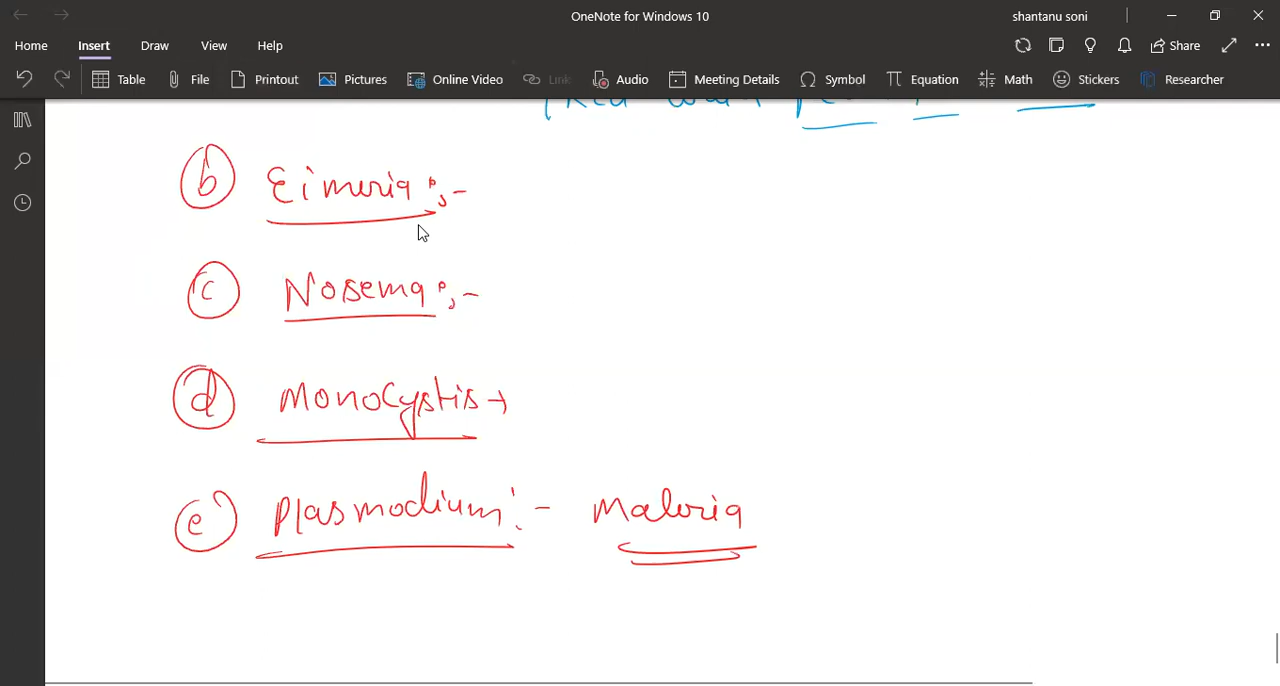 OneNote for Windows 10
shantanu soni
Home Insert Draw View Help
Share
Table File Printout Pictures Online Video Link Audio Meeting Details Symbol Equation Math Stickers Researcher
b Eimeria :-
c Nosema :-
d Monocystis →
e Plasmodium :- Malaria